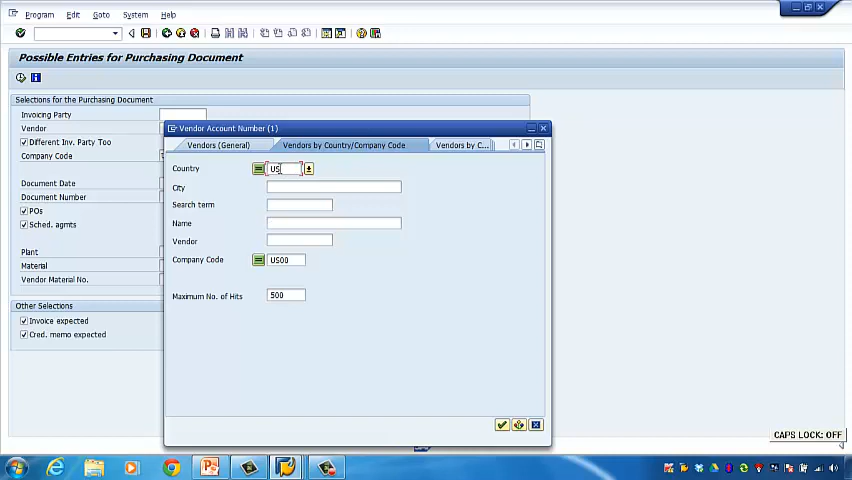 Program Edit Goto System Help
Possible Entries for Purchasing Document
Selections for the Purchasing Document
Invoicing Party
Vendor
Different Inv. Party Too
Company Code
Document Date
Document Number
POs
Sched. agmts
Plant
Material
Vendor Material No.
Other Selections
Invoice expected
Cred. memo expected
Vendor Account Number (1)
Vendors (General) Vendors by Country/Company Code Vendors by C...
Country US
City
Search term
Name
Vendor
Company Code US00
Maximum No. of Hits 500
CAPS LOCK: OFF